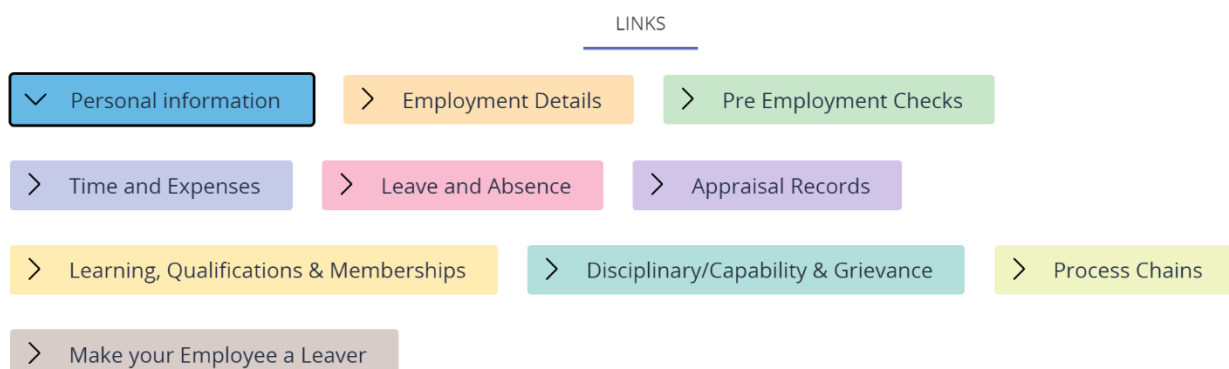 LINKS
Personal information
Employment Details
Pre Employment Checks
Time and Expenses
Leave and Absence
Appraisal Records
Learning, Qualifications & Memberships
Disciplinary/Capability & Grievance
Process Chains
Make your Employee a Leaver